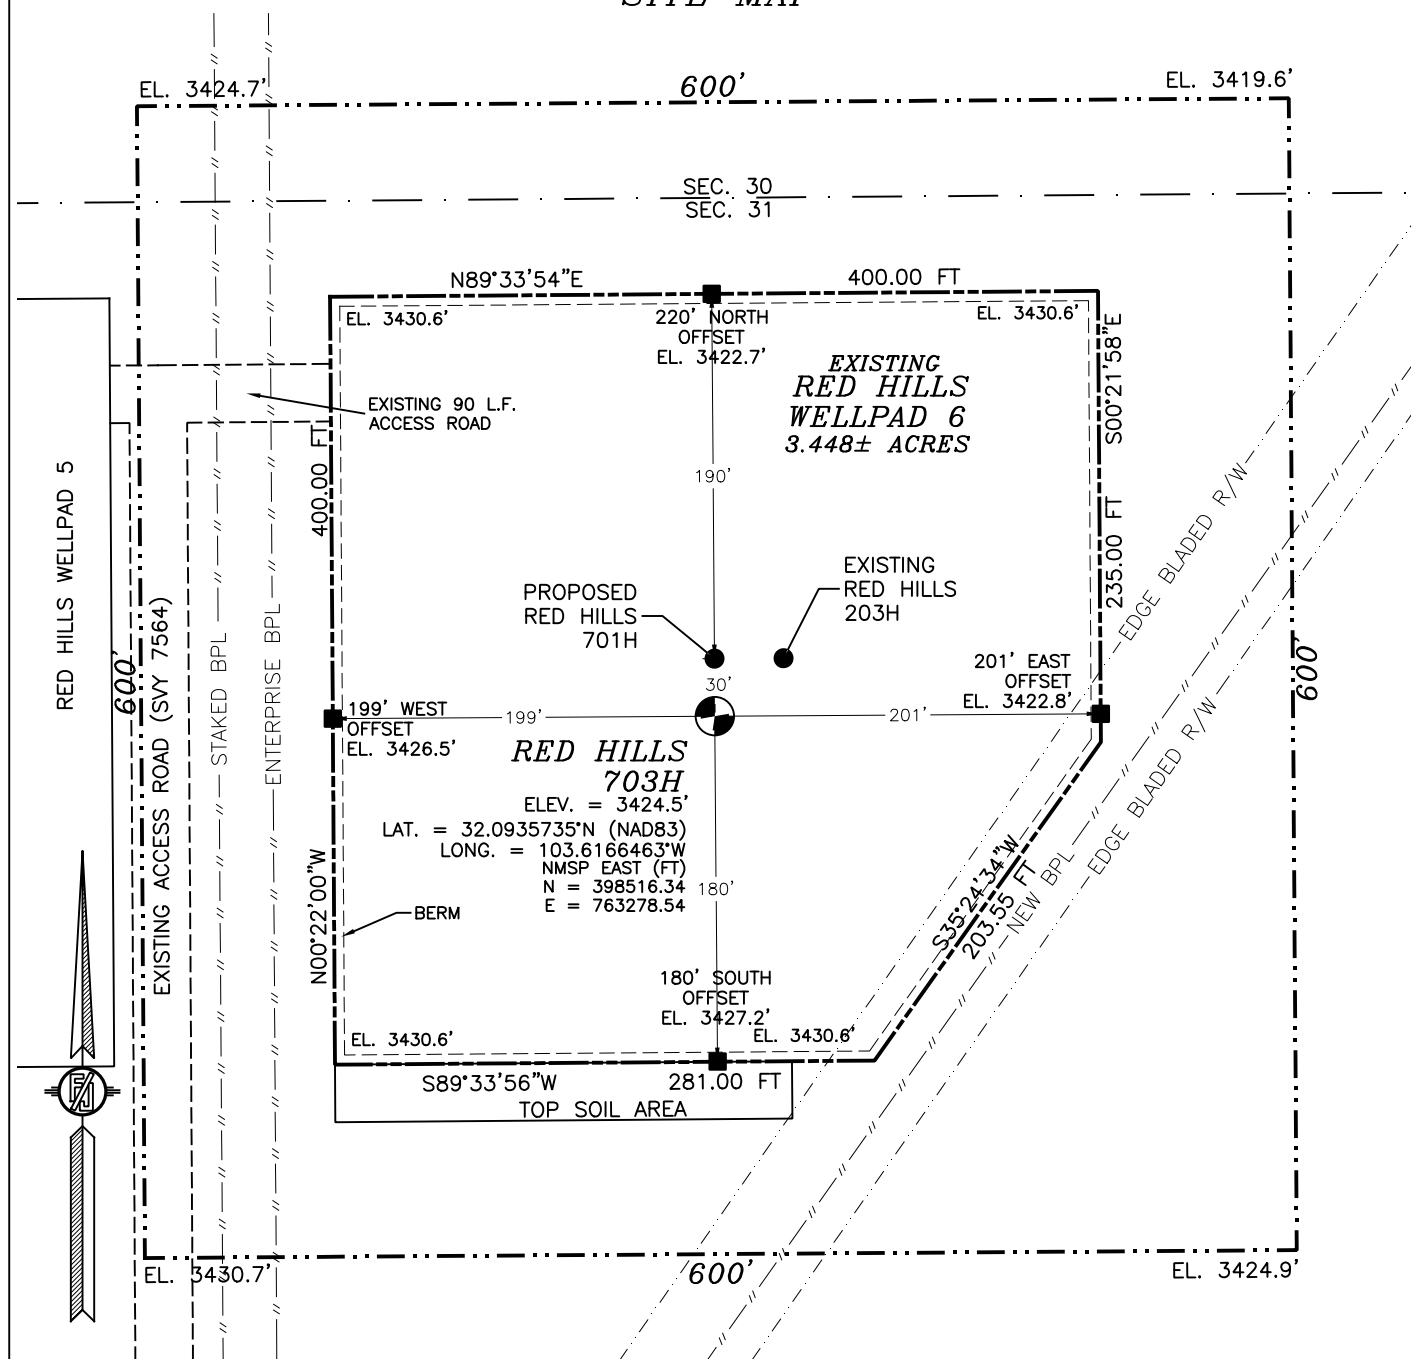 SITE MAP
EL. 3424.7'
600'
EL. 3419.6'
SEC. 30
SEC. 31
N89°33'54"E
400.00 FT
EL. 3430.6'
220' NORTH
OFFSET
EL. 3422.7'
EL. 3430.6'
S00°21'58"E
235.00 FT
EXISTING
RED HILLS
WELLPAD 6
3.448± ACRES
EXISTING 90 L.F.
ACCESS ROAD
400.00 FT
N00°22'00"W
190'
RED HILLS WELLPAD 5
600'
EXISTING ACCESS ROAD (SVY 7564)
STAKED BPL
ENTERPRISE BPL
PROPOSED
RED HILLS
701H
EXISTING
RED HILLS
203H
EDGE BLADED R/W
600'
30'
201' EAST
OFFSET
EL. 3422.8'
199' WEST
OFFSET
EL. 3426.5'
199'
201'
RED HILLS
703H
ELEV. = 3424.5'
LAT. = 32.0935735°N (NAD83)
LONG. = 103.6166463°W
NMSP EAST (FT)
N = 398516.34
E = 763278.54
180'
BERM
S35°24'34"W
203.55 FT
NEW BPL
EDGE BLADED R/W
180' SOUTH
OFFSET
EL. 3427.2'
EL. 3430.6'
EL. 3430.6'
S89°33'56"W
281.00 FT
TOP SOIL AREA
EL. 3430.7'
600'
EL. 3424.9'